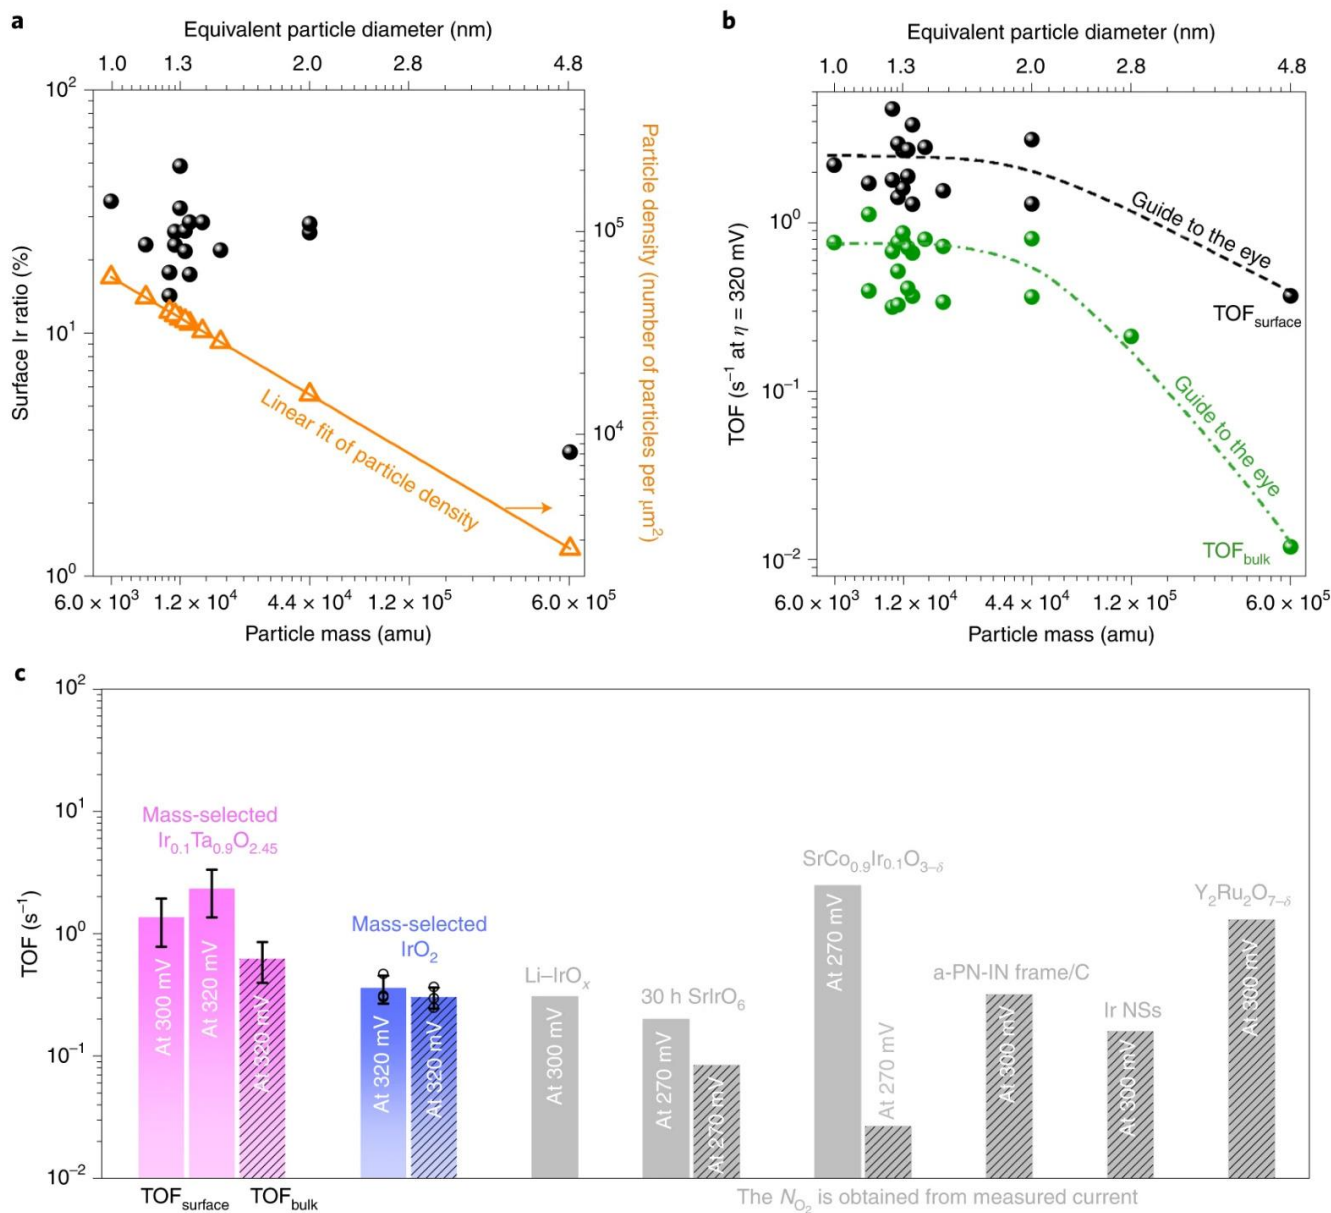 a
Equivalent particle diameter (nm)
1.0 1.3 2.0 2.8 4.8
10²
10¹
10⁰
Surface Ir ratio (%)
10⁵
10⁴
Particle density (number of particles per μm²)
Linear fit of particle density
6.0 × 10³ 1.2 × 10⁴ 4.4 × 10⁴ 1.2 × 10⁵ 6.0 × 10⁵
Particle mass (amu)
b
Equivalent particle diameter (nm)
1.0 1.3 2.0 2.8 4.8
10⁰
10⁻¹
10⁻²
TOF (s⁻¹ at η = 320 mV)
Guide to the eye
TOF_surface
Guide to the eye
TOF_bulk
6.0 × 10³ 1.2 × 10⁴ 4.4 × 10⁴ 1.2 × 10⁵ 6.0 × 10⁵
Particle mass (amu)
c
10²
10¹
10⁰
10⁻¹
10⁻²
TOF (s⁻¹)
Mass-selected
Ir₀.₁Ta₀.₉O₂.₄₅
At 300 mV
At 320 mV
At 320 mV
Mass-selected
IrO₂
At 320 mV
At 320 mV
Li–IrOₓ
At 300 mV
30 h SrIrO₆
At 270 mV
At 270 mV
SrCo₀.₉Ir₀.₁O₃₋δ
At 270 mV
At 270 mV
a-PN-IN frame/C
At 300 mV
Ir NSs
At 300 mV
Y₂Ru₂O₇₋δ
At 300 mV
TOF_surface TOF_bulk
The N_O₂ is obtained from measured current